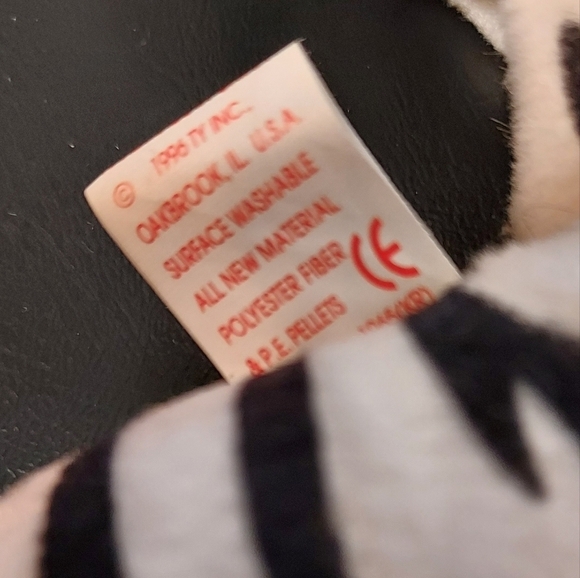 © 1996 TY INC.,
OAKBROOK, IL U.S.A.
SURFACE WASHABLE
ALL NEW MATERIAL
POLYESTER FIBER
& P.E. PELLETS
CE